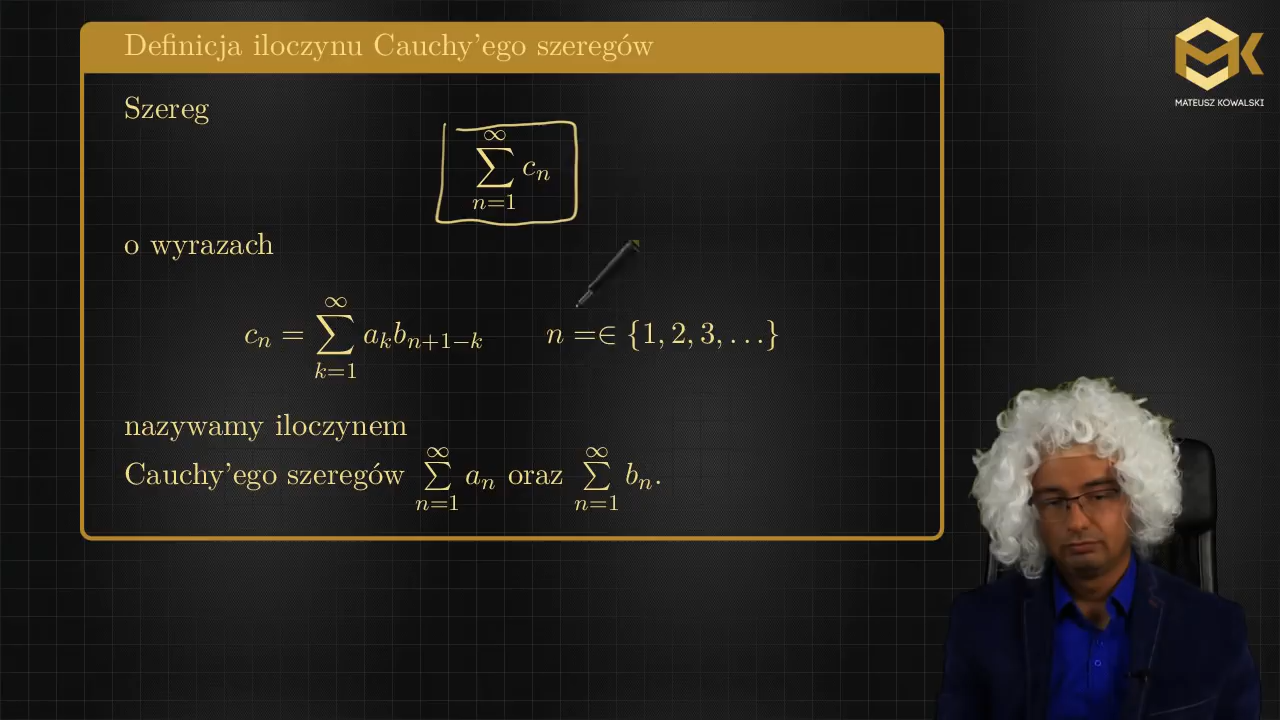 Definicja iloczynu Cauchy'ego szeregów
MATEUSZ KOWALSKI
Szereg
∑_{n=1}^{∞} c_n
o wyrazach
c_n = ∑_{k=1}^{∞} a_k b_{n+1−k} n =∈ {1, 2, 3, …}
nazywamy iloczynem
Cauchy'ego szeregów ∑_{n=1}^{∞} a_n oraz ∑_{n=1}^{∞} b_n.